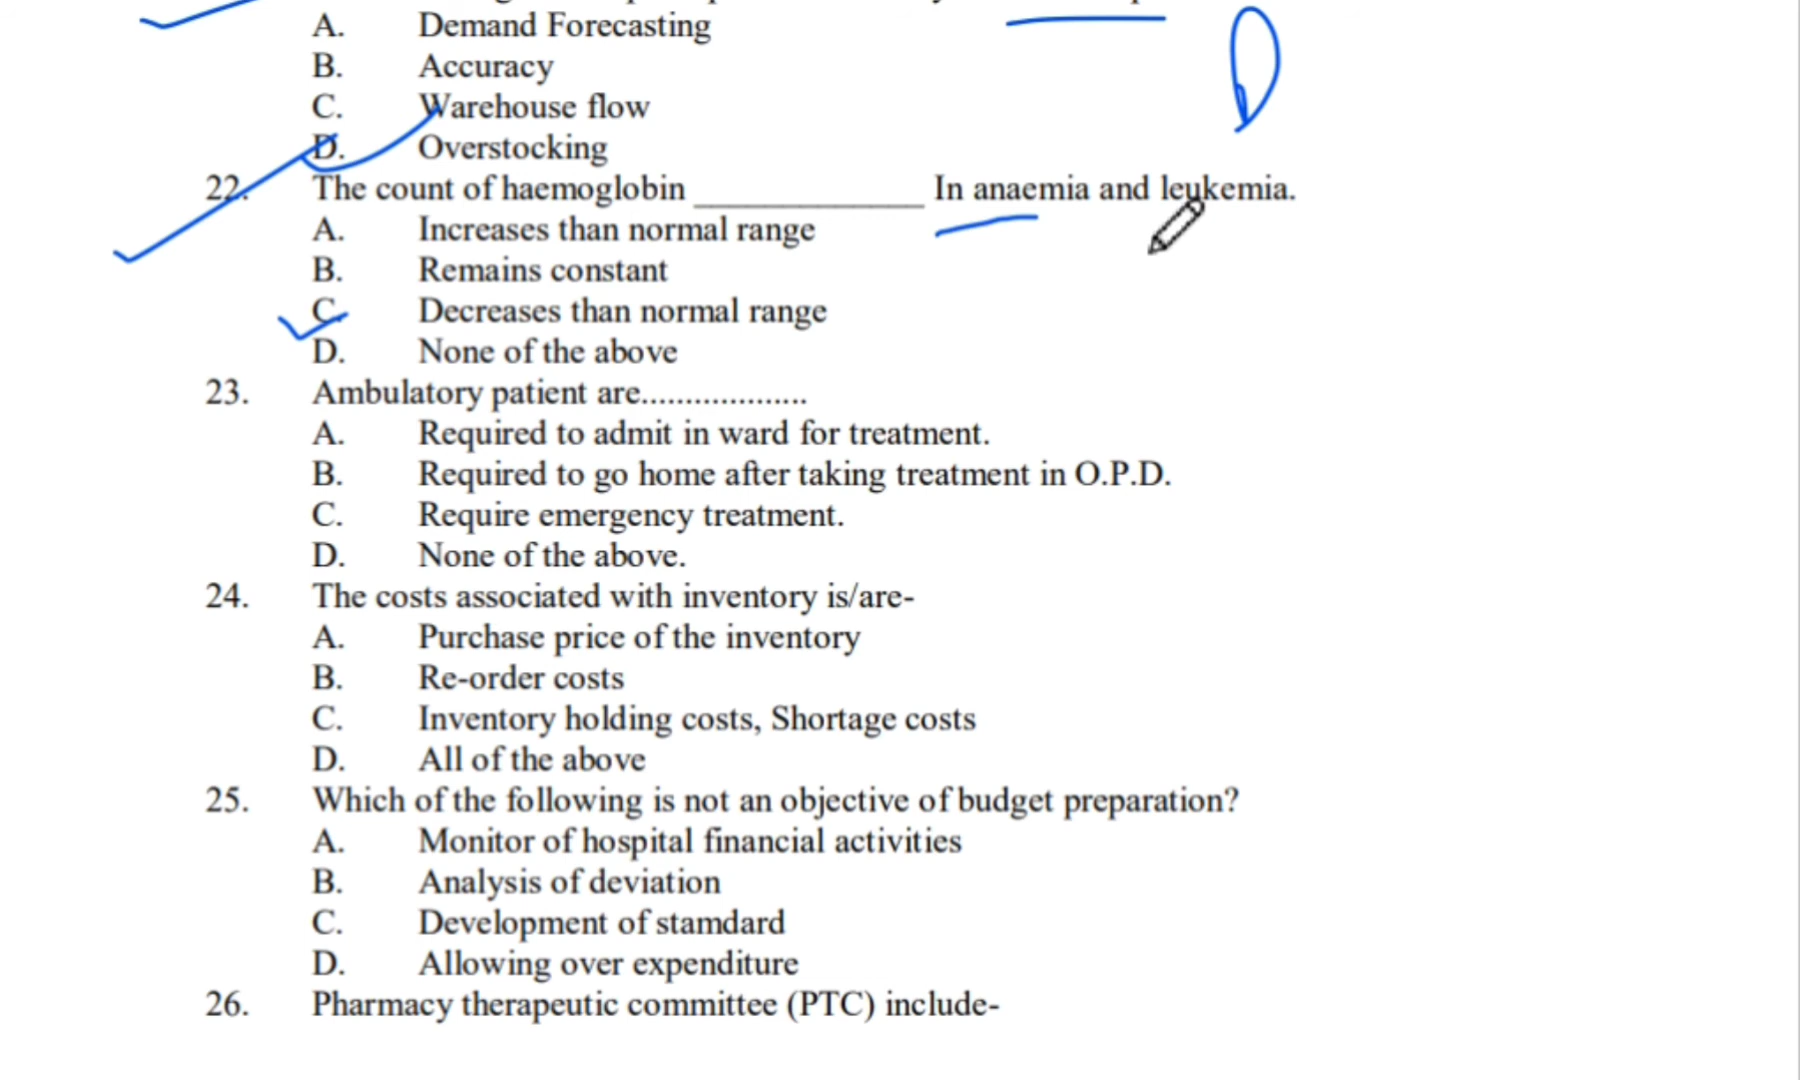 A. Demand Forecasting
B. Accuracy
C. Warehouse flow
D. Overstocking
22. The count of haemoglobin ______________ In anaemia and leukemia.
A. Increases than normal range
B. Remains constant
C. Decreases than normal range
D. None of the above
23. Ambulatory patient are...................
A. Required to admit in ward for treatment.
B. Required to go home after taking treatment in O.P.D.
C. Require emergency treatment.
D. None of the above.
24. The costs associated with inventory is/are-
A. Purchase price of the inventory
B. Re-order costs
C. Inventory holding costs, Shortage costs
D. All of the above
25. Which of the following is not an objective of budget preparation?
A. Monitor of hospital financial activities
B. Analysis of deviation
C. Development of stamdard
D. Allowing over expenditure
26. Pharmacy therapeutic committee (PTC) include-